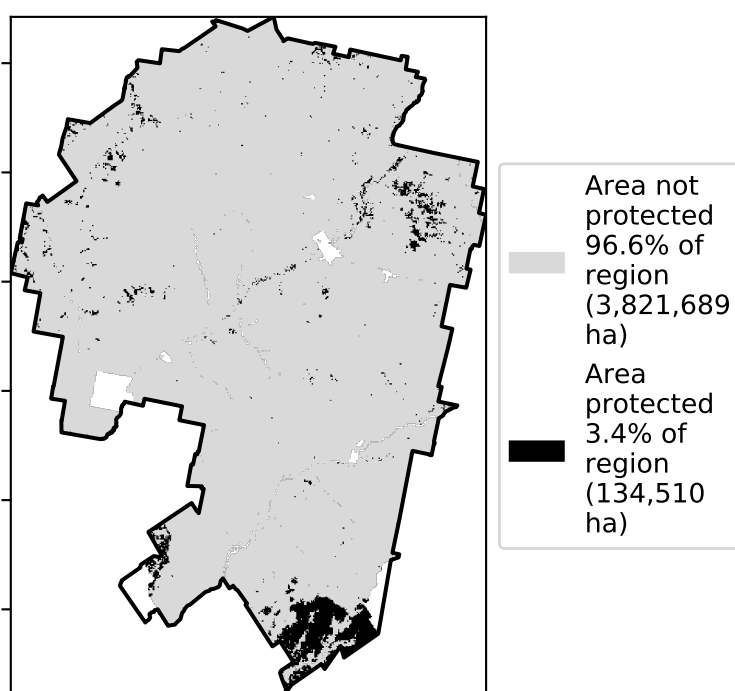 Area not
protected
96.6% of
region
(3,821,689
ha)
Area
protected
3.4% of
region
(134,510
ha)